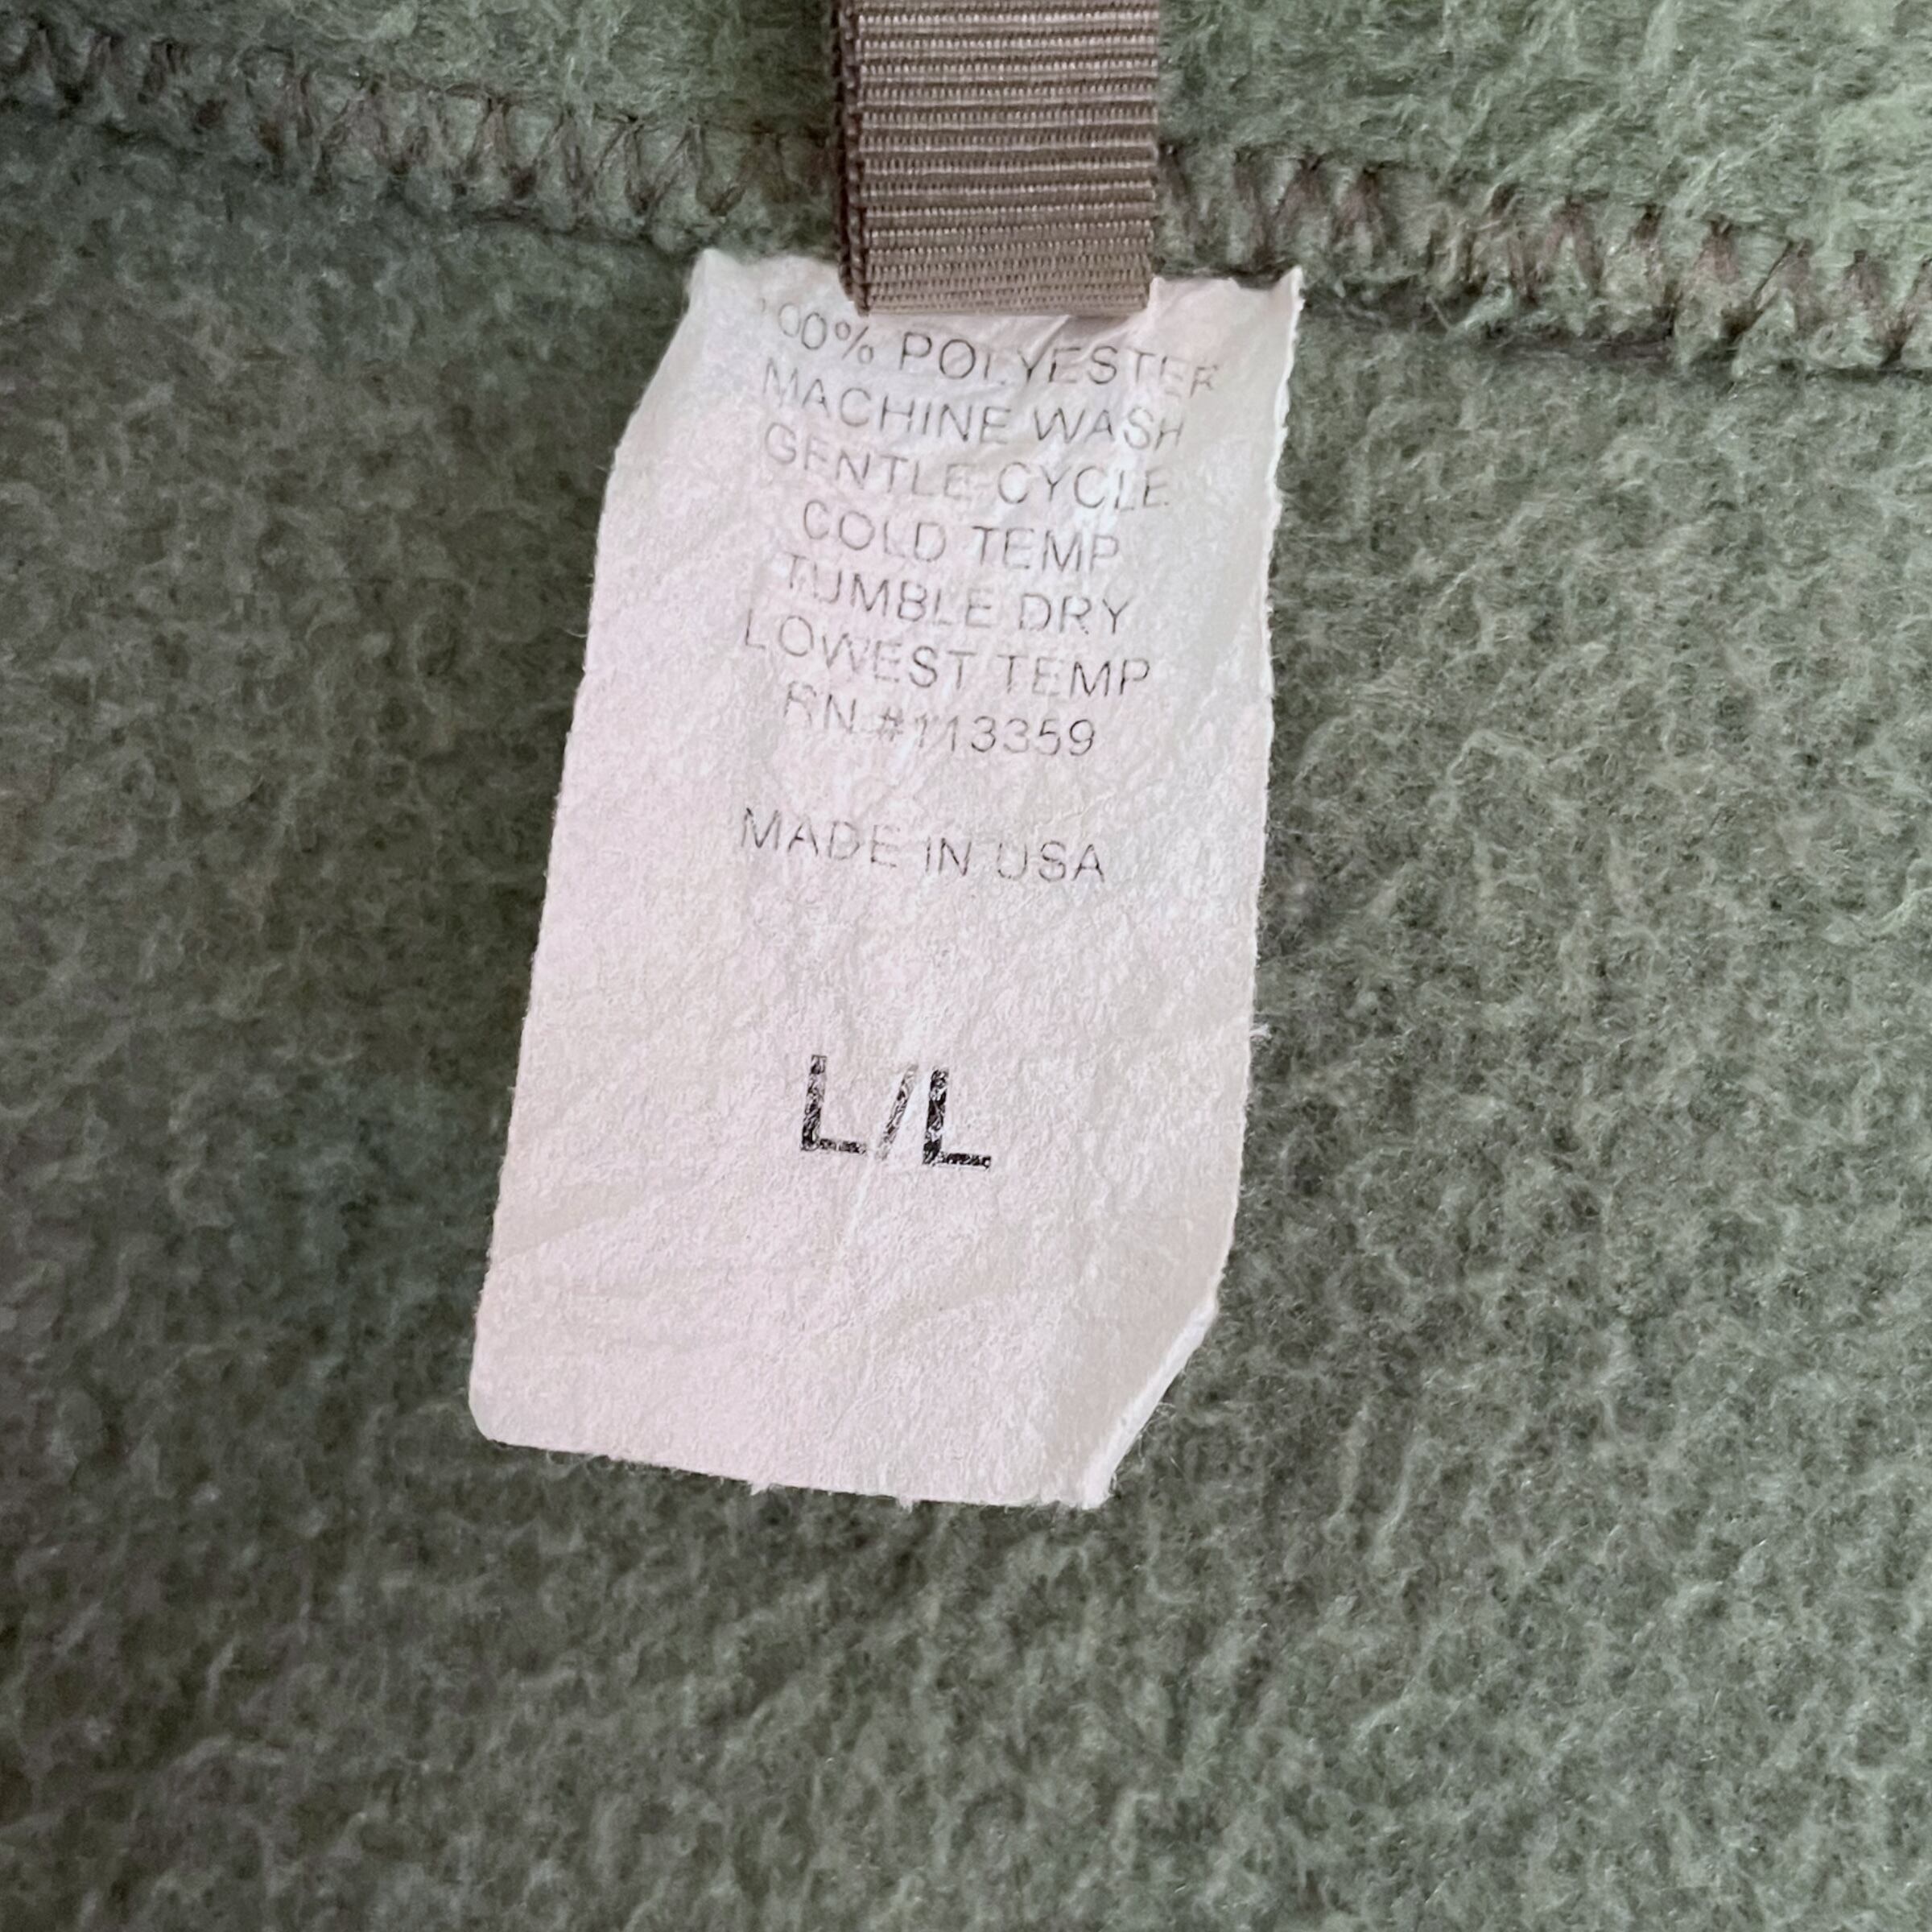 100% POLYESTER
MACHINE WASH
GENTLE CYCLE
COLD TEMP
TUMBLE DRY
LOWEST TEMP
RN #113359
MADE IN USA
L/L